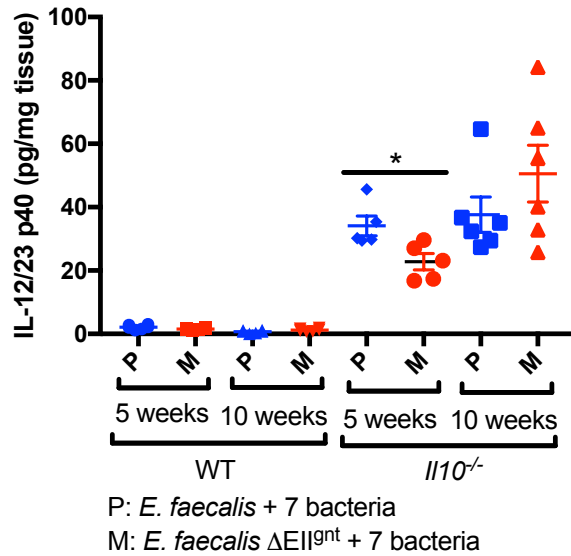 IL-12/23 p40 (pg/mg tissue)
100
80
60
40
20
0
*
P M P M P M P M
5 weeks 10 weeks 5 weeks 10 weeks
WT Il10-/-
P: E. faecalis + 7 bacteria
M: E. faecalis ΔEIIgnt + 7 bacteria